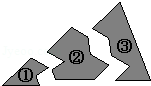 ① ② ③